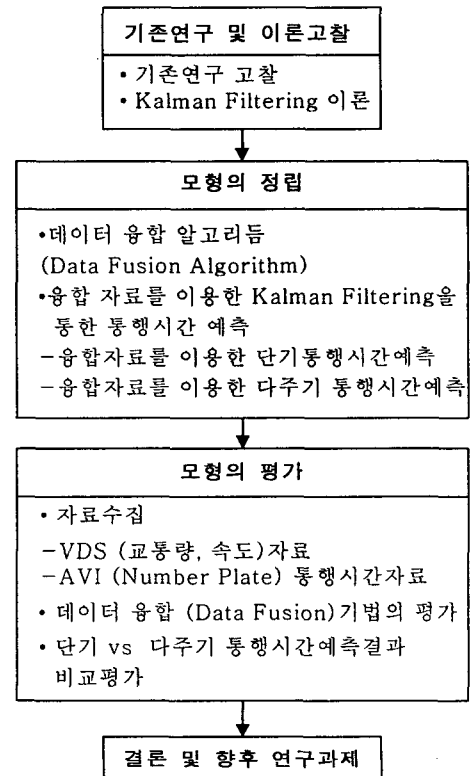 기존연구 및 이론고찰
• 기존연구 고찰
• Kalman Filtering 이론
모형의 정립
•데이터 융합 알고리듬
(Data Fusion Algorithm)
•융합 자료를 이용한 Kalman Filtering을
통한 통행시간 예측
-융합자료를 이용한 단기통행시간예측
-융합자료를 이용한 다주기 통행시간예측
모형의 평가
• 자료수집
-VDS (교통량, 속도)자료
-AVI (Number Plate) 통행시간자료
• 데이터 융합 (Data Fusion)기법의 평가
• 단기 vs 다주기 통행시간예측결과
비교평가
결론 및 향후 연구과제